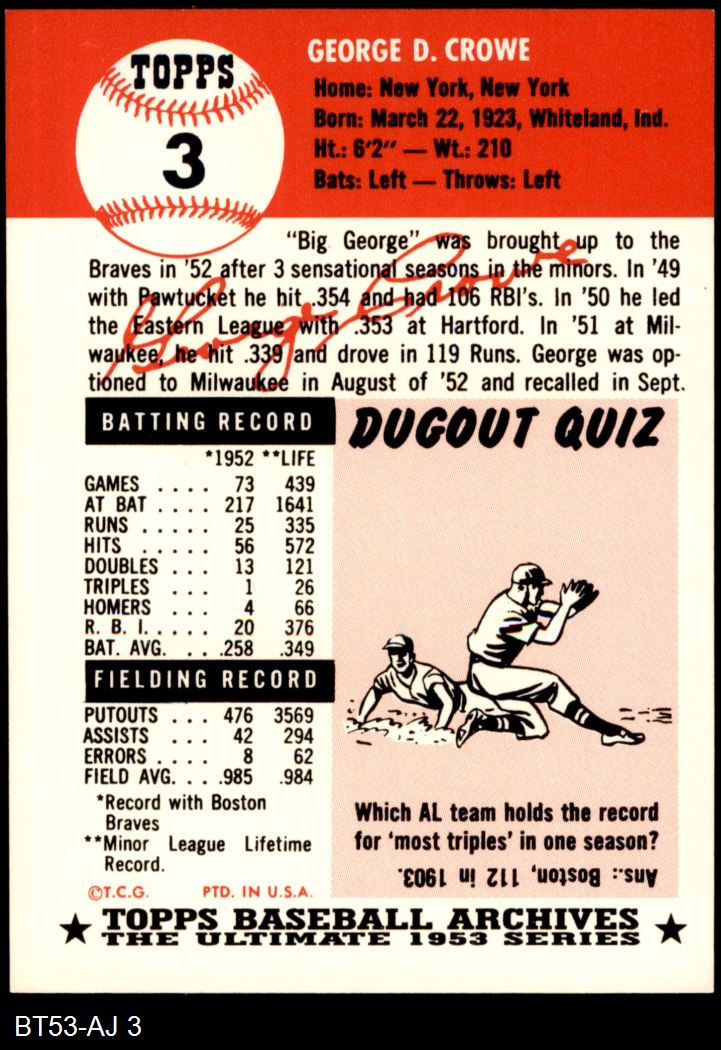 TOPPS
3
GEORGE D. CROWE
Home: New York, New York
Born: March 22, 1923, Whiteland, Ind.
Ht.: 6'2" — Wt.: 210
Bats: Left — Throws: Left
"Big George" was brought up to the
Braves in '52 after 3 sensational seasons in the minors. In '49
with Pawtucket he hit .354 and had 106 RBI's. In '50 he led
the Eastern League with .353 at Hartford. In '51 at Mil-
waukee, he hit .339 and drove in 119 Runs. George was op-
tioned to Milwaukee in August of '52 and recalled in Sept.
George Crowe
BATTING RECORD
*1952 **LIFE
GAMES .... 73 439
AT BAT .... 217 1641
RUNS ..... 25 335
HITS ..... 56 572
DOUBLES ... 13 121
TRIPLES ... 1 26
HOMERS ... 4 66
R. B. I. .... 20 376
BAT. AVG. ... .258 .349
FIELDING RECORD
PUTOUTS ... 476 3569
ASSISTS ... 42 294
ERRORS ... 8 62
FIELD AVG. ... .985 .984
*Record with Boston
Braves
**Minor League Lifetime
Record.
©T.C.G. PTD. IN U.S.A.
DUGOUT QUIZ
Which AL team holds the record
for 'most triples' in one season?
Ans.: Boston, 112 in 1903.
★ TOPPS BASEBALL ARCHIVES ★
THE ULTIMATE 1953 SERIES
BT53-AJ 3